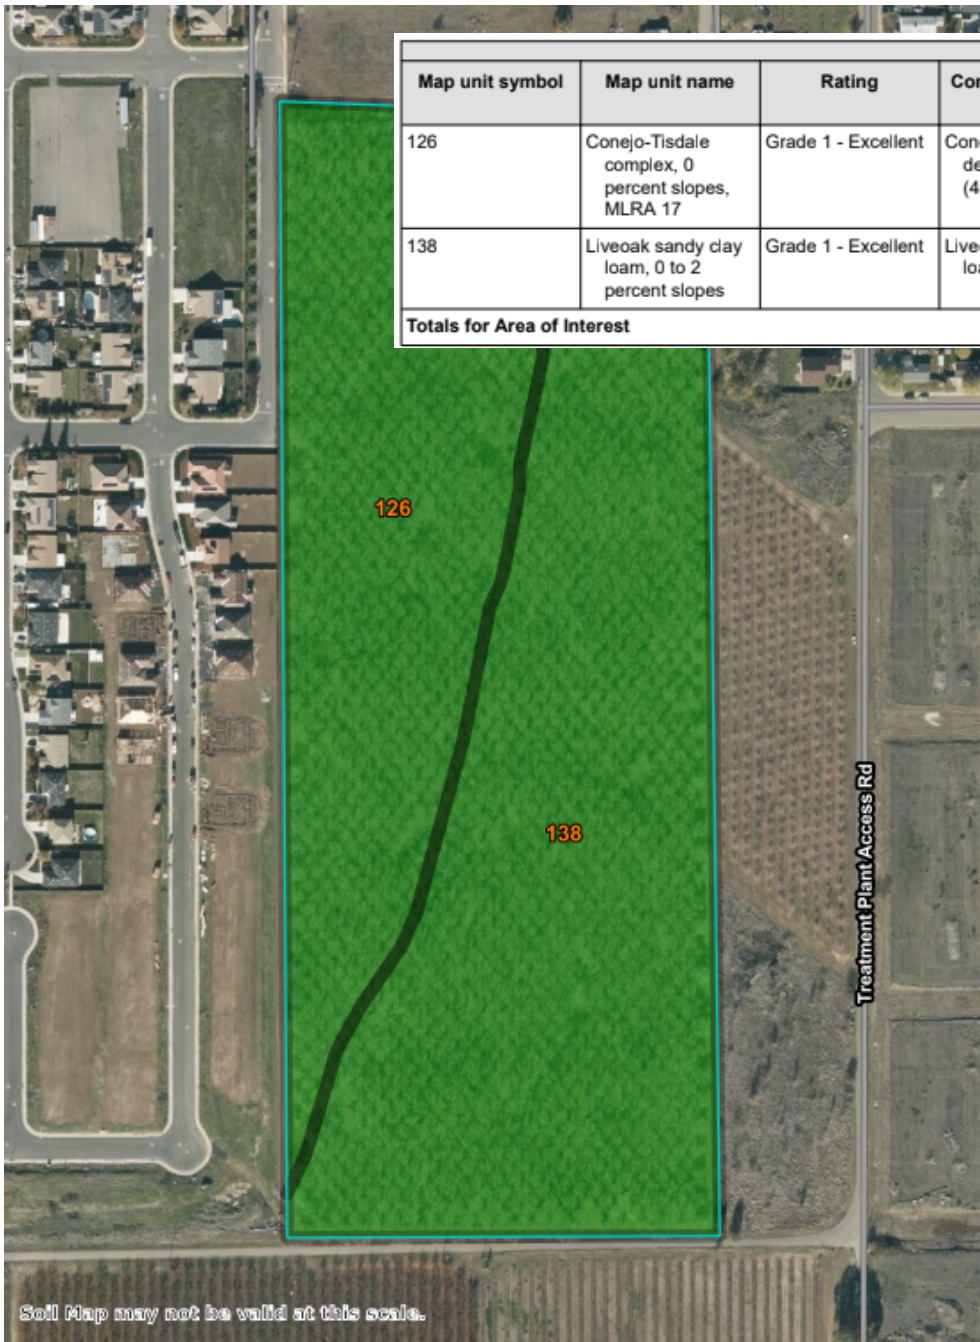 Map unit symbol Map unit name Rating
126 Conejo-Tisdale Grade 1 - Excellent
complex, 0
percent slopes,
MLRA 17
138 Liveoak sandy clay Grade 1 - Excellent
loam, 0 to 2
percent slopes
Totals for Area of Interest
126
138
Treatment Plant Access Rd
Soil Map may not be valid at this scale.